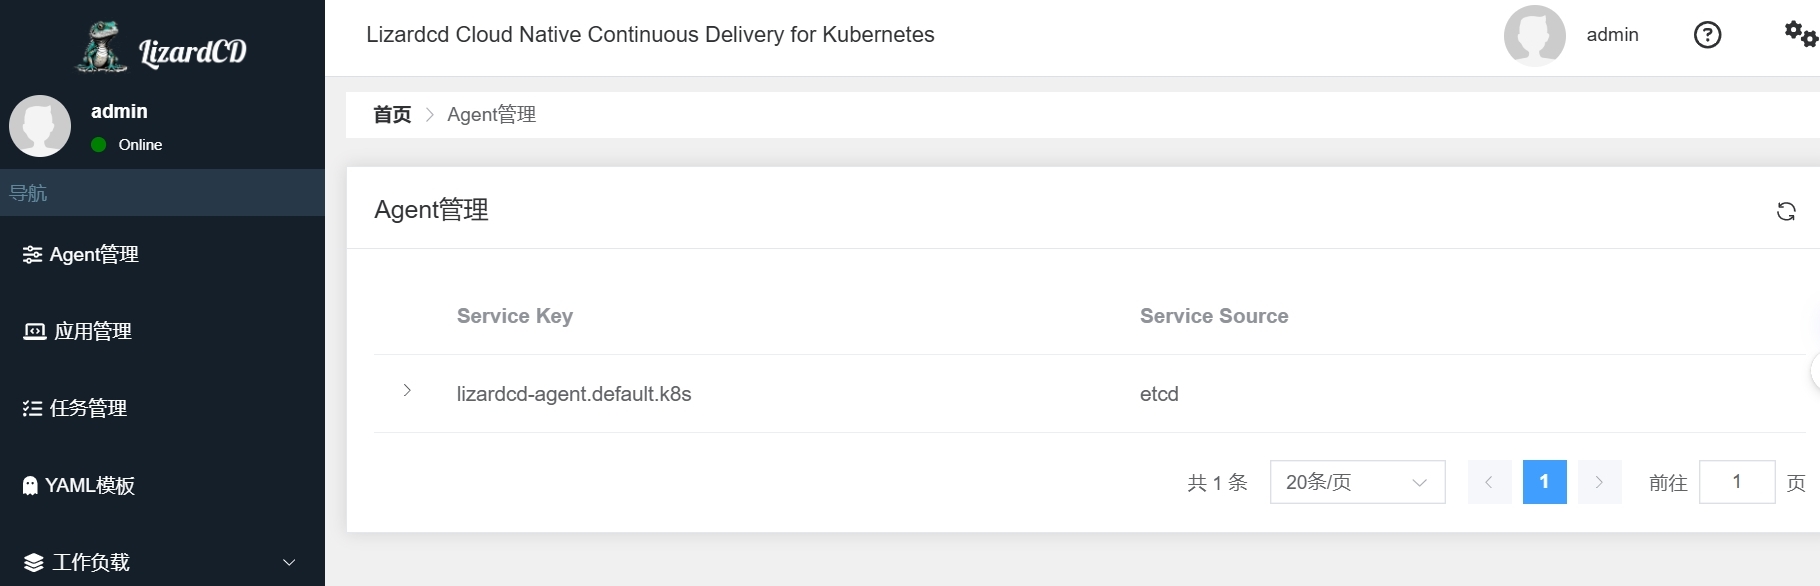 LizardCD
admin
Online
导航
Agent管理
应用管理
任务管理
YAML模板
工作负载
Lizardcd Cloud Native Continuous Delivery for Kubernetes
admin
首页 > Agent管理
Agent管理
Service Key Service Source
lizardcd-agent.default.k8s etcd
共 1 条 20条/页 1 前往 1 页